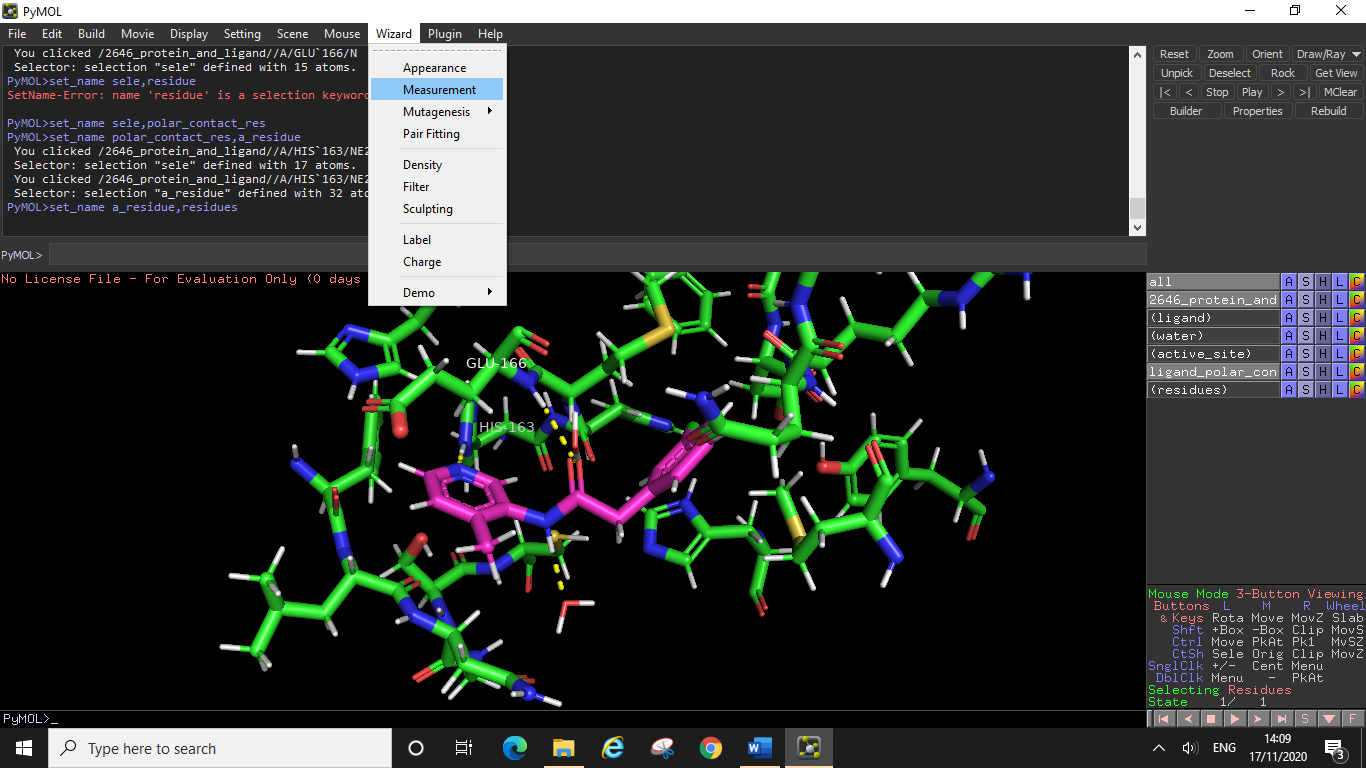 PyMOL
File Edit Build Movie Display Setting Scene Mouse Wizard Plugin Help
You clicked /2646_protein_and_ligand//A/GLU`166/N
Selector: selection "sele" defined with 15 atoms.
PyMOL>set_name sele,residue
SetName-Error: name 'residue' is a selection keyword
PyMOL>set_name sele,polar_contact_res
PyMOL>set_name polar_contact_res,a_residue
You clicked /2646_protein_and_ligand//A/HIS`163/NE2
Selector: selection "sele" defined with 17 atoms.
You clicked /2646_protein_and_ligand//A/HIS`163/NE2
Selector: selection "a_residue" defined with 32 ato
PyMOL>set_name a_residue,residues
PyMOL>
Appearance
Measurement
Mutagenesis
Pair Fitting
Density
Filter
Sculpting
Label
Charge
Demo
Reset Zoom Orient Draw/Ray
Unpick Deselect Rock Get View
|< < Stop Play > >| MClear
Builder Properties Rebuild
No License File - For Evaluation Only (0 days
GLU-166
HIS-163
all A S H L C
2646_protein_and A S H L C
(ligand) A S H L C
(water) A S H L C
(active_site) A S H L C
ligand_polar_con A S H L C
(residues) A S H L C
Mouse Mode 3-Button Viewing
Buttons L M R Wheel
& Keys Rota Move MovZ Slab
Shft +Box -Box Clip MovS
Ctrl Move PkAt Pk1 MvSZ
CtSh Sele Orig Clip MovZ
SnglClk +/- Cent Menu
DblClk Menu - PkAt
Selecting Residues
State 1/ 1
S F
PyMOL>_
Type here to search
ENG
14:09
17/11/2020
3